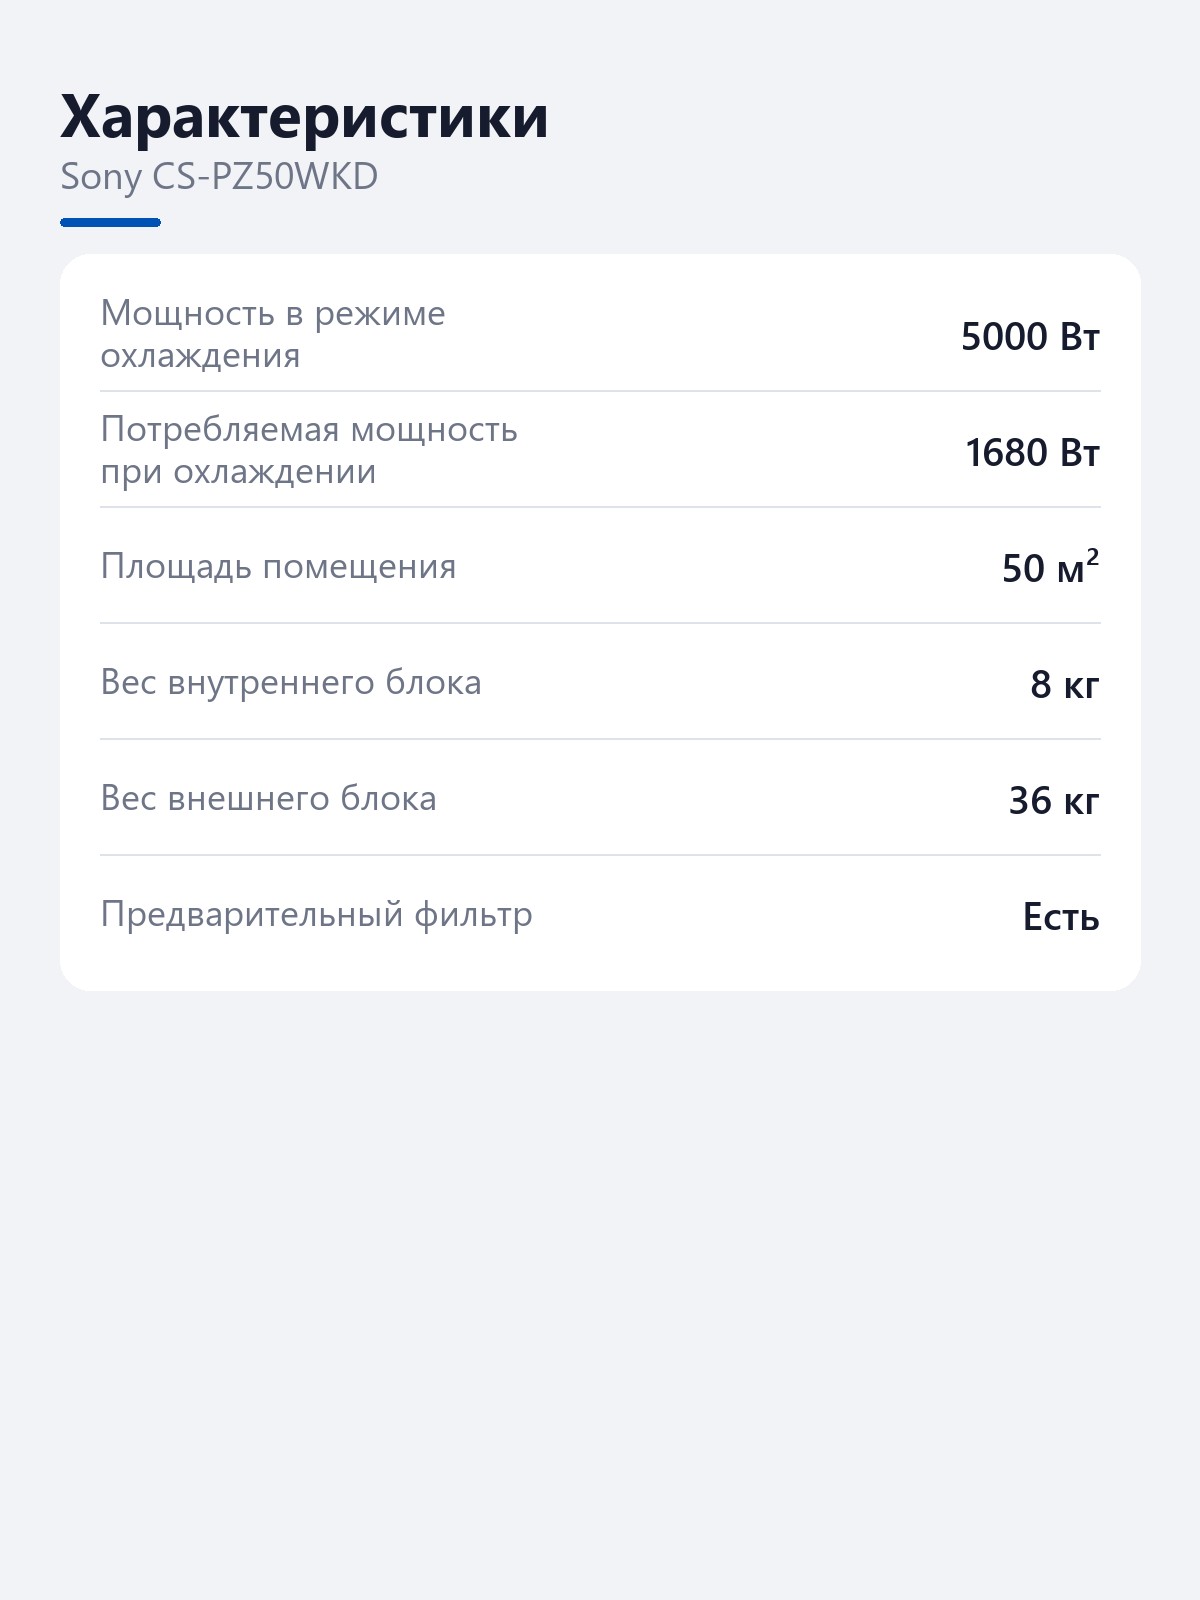 Характеристики
Sony CS-PZ50WKD
Мощность в режиме
охлаждения
5000 Вт
Потребляемая мощность
при охлаждении
1680 Вт
Площадь помещения
50 м²
Вес внутреннего блока
8 кг
Вес внешнего блока
36 кг
Предварительный фильтр
Есть